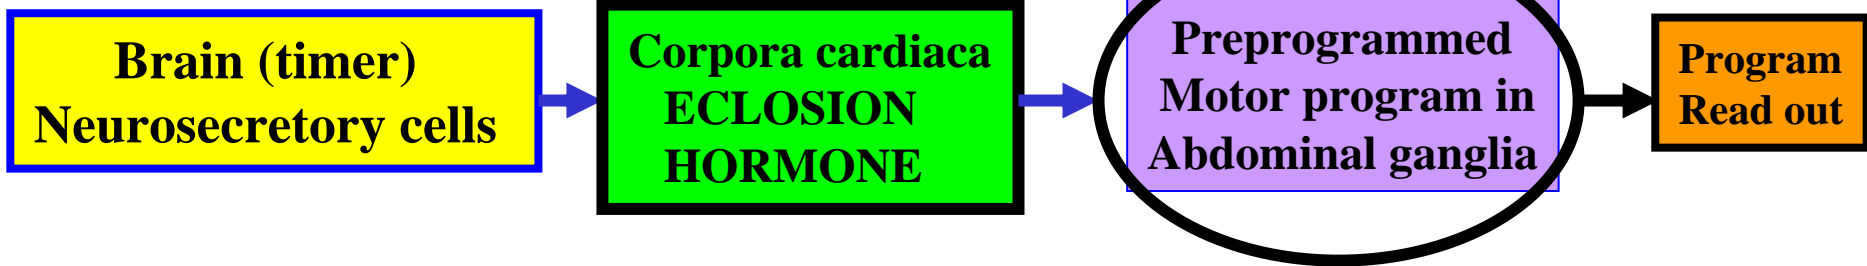 Brain (timer)
Neurosecretory cells
Corpora cardiaca
ECLOSION
HORMONE
Preprogrammed
Motor program in
Abdominal ganglia
Program
Read out